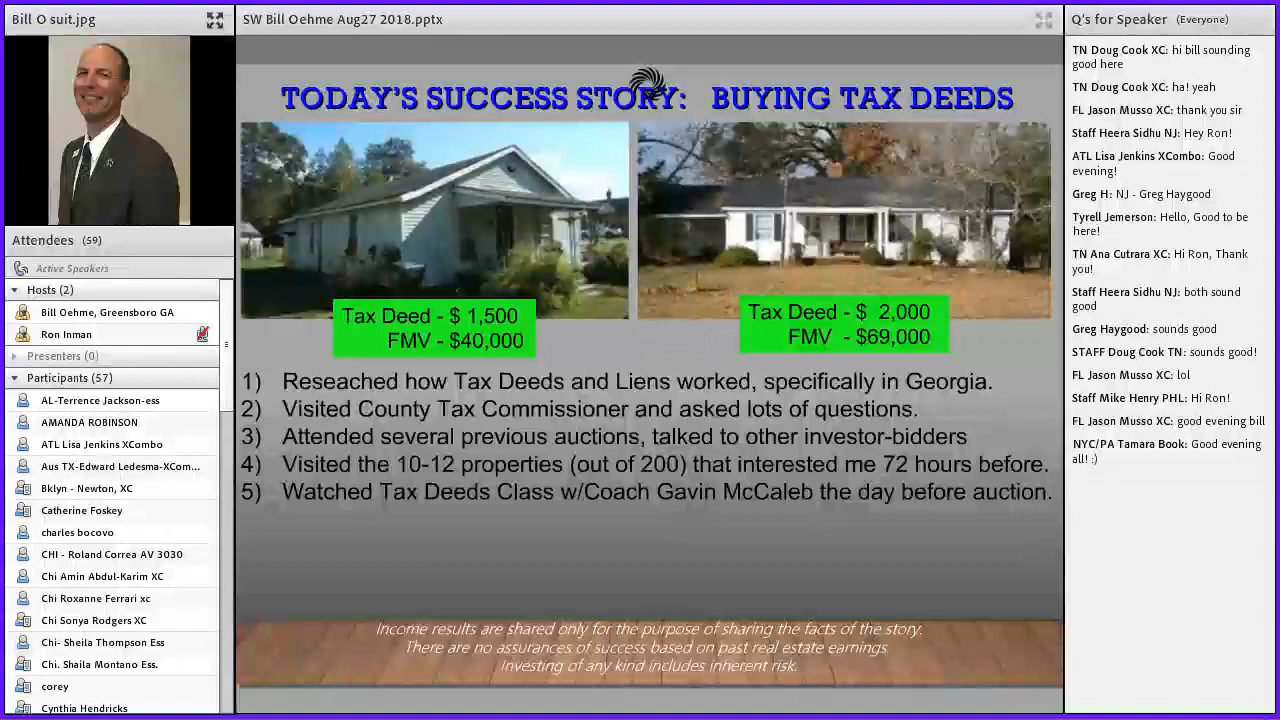 Bill O suit.jpg
Attendees (59)
Active Speakers
Hosts (2)
Bill Oehme, Greensboro GA
Ron Inman
Presenters (0)
Participants (57)
AL-Terrence Jackson-ess
AMANDA ROBINSON
ATL Lisa Jenkins XCombo
Aus TX-Edward Ledesma-XCom...
Bklyn - Newton, XC
Catherine Foskey
charles bocovo
CHI - Roland Correa AV 3030
Chi Amin Abdul-Karim XC
Chi Roxanne Ferrari xc
Chi Sonya Rodgers XC
Chi- Sheila Thompson Ess
Chi. Shaila Montano Ess.
corey
Cynthia Hendricks
SW Bill Oehme Aug27 2018.pptx
TODAY'S SUCCESS STORY: BUYING TAX DEEDS
Tax Deed - $ 1,500
FMV - $40,000
Tax Deed - $ 2,000
FMV - $69,000
1) Reseached how Tax Deeds and Liens worked, specifically in Georgia.
2) Visited County Tax Commissioner and asked lots of questions.
3) Attended several previous auctions, talked to other investor-bidders
4) Visited the 10-12 properties (out of 200) that interested me 72 hours before.
5) Watched Tax Deeds Class w/Coach Gavin McCaleb the day before auction.
Income results are shared only for the purpose of sharing the facts of the story.
There are no assurances of success based on past real estate earnings
Investing of any kind includes inherent risk.
Q's for Speaker (Everyone)
TN Doug Cook XC: hi bill sounding
good here
TN Doug Cook XC: ha! yeah
FL Jason Musso XC: thank you sir
Staff Heera Sidhu NJ: Hey Ron!
ATL Lisa Jenkins XCombo: Good
evening!
Greg H: NJ - Greg Haygood
Tyrell Jemerson: Hello, Good to be
here!
TN Ana Cutrara XC: Hi Ron, Thank
you!
Staff Heera Sidhu NJ: both sound
good
Greg Haygood: sounds good
STAFF Doug Cook TN: sounds good!
FL Jason Musso XC: lol
Staff Mike Henry PHL: Hi Ron!
FL Jason Musso XC: good evening bill
NYC/PA Tamara Book: Good evening
all! :)